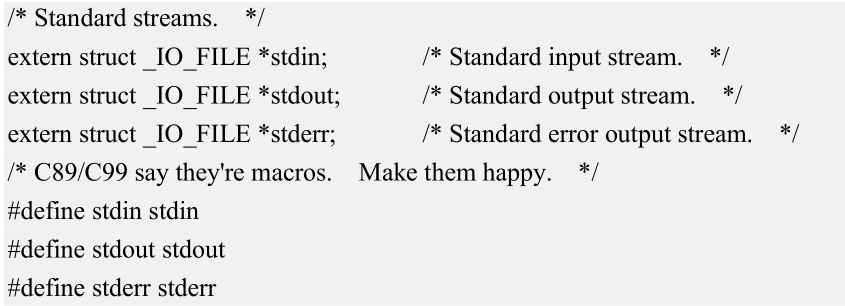 /* Standard streams.  */
extern struct _IO_FILE *stdin;          /* Standard input stream.  */
extern struct _IO_FILE *stdout;         /* Standard output stream.  */
extern struct _IO_FILE *stderr;         /* Standard error output stream.  */
/* C89/C99 say they're macros.  Make them happy.  */
#define stdin stdin
#define stdout stdout
#define stderr stderr